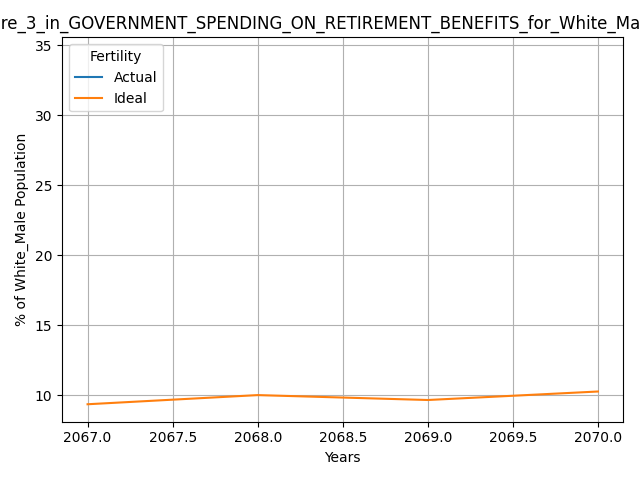 re_3_in_GOVERNMENT_SPENDING_ON_RETIREMENT_BENEFITS_for_White_Ma
Fertility
Actual
Ideal
% of White_Male Population
35
30
25
20
15
10
2067.0 2067.5 2068.0 2068.5 2069.0 2069.5 2070.0
Years